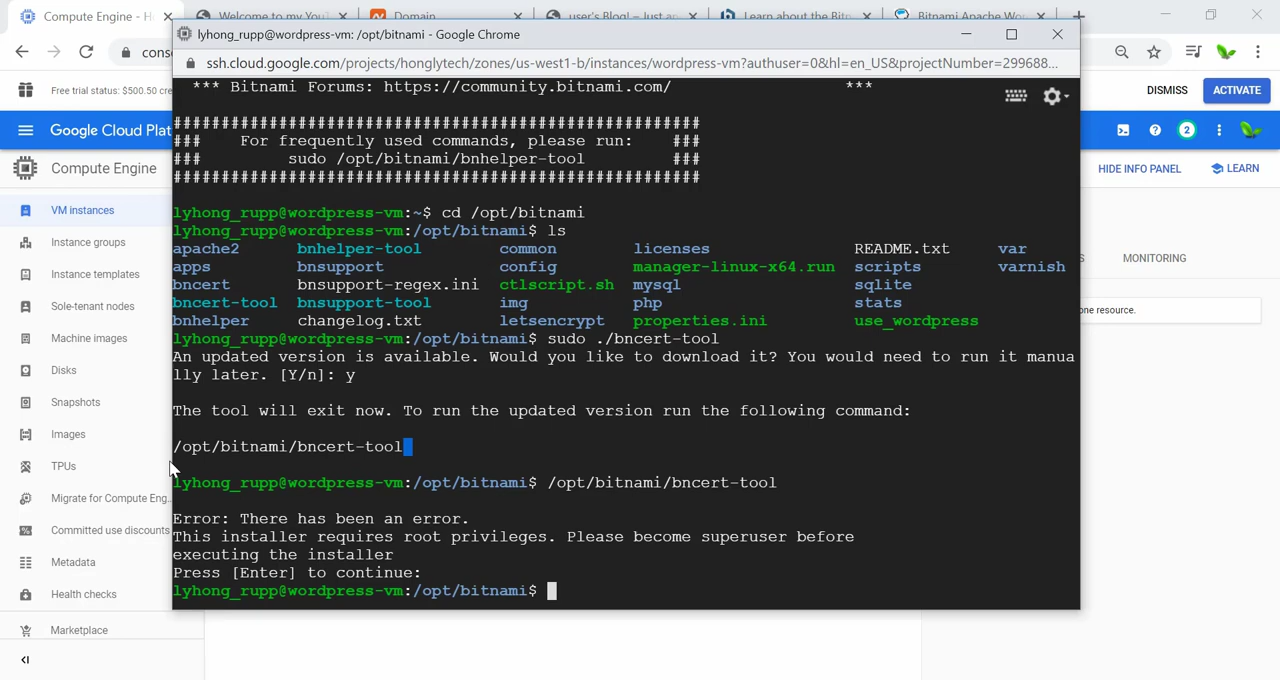 Compute Engine - H
Welcome to my You
Domain
user's Blog! – Just an
Learn about the Bitn
Bitnami Apache Wo
lyhong_rupp@wordpress-vm: /opt/bitnami - Google Chrome
cons
ssh.cloud.google.com/projects/honglytech/zones/us-west1-b/instances/wordpress-vm?authuser=0&hl=en_US&projectNumber=299688...
Free trial status: $500.50 cre
DISMISS
ACTIVATE
Google Cloud Plat
2
Compute Engine
HIDE INFO PANEL
LEARN
VM instances
Instance groups
Instance templates
Sole-tenant nodes
Machine images
Disks
Snapshots
Images
TPUs
Migrate for Compute Eng...
Committed use discounts
Metadata
Health checks
Marketplace
S
MONITORING
one resource.
*** Bitnami Forums: https://community.bitnami.com/ ***
#######################################################
### For frequently used commands, please run: ###
### sudo /opt/bitnami/bnhelper-tool ###
#######################################################
lyhong_rupp@wordpress-vm:~$ cd /opt/bitnami
lyhong_rupp@wordpress-vm:/opt/bitnami$ ls
apache2 bnhelper-tool common licenses README.txt var
apps bnsupport config manager-linux-x64.run scripts varnish
bncert bnsupport-regex.ini ctlscript.sh mysql sqlite
bncert-tool bnsupport-tool img php stats
bnhelper changelog.txt letsencrypt properties.ini use_wordpress
lyhong_rupp@wordpress-vm:/opt/bitnami$ sudo ./bncert-tool
An updated version is available. Would you like to download it? You would need to run it manua
lly later. [Y/n]: y
The tool will exit now. To run the updated version run the following command:
/opt/bitnami/bncert-tool
lyhong_rupp@wordpress-vm:/opt/bitnami$ /opt/bitnami/bncert-tool
Error: There has been an error.
This installer requires root privileges. Please become superuser before
executing the installer
Press [Enter] to continue:
lyhong_rupp@wordpress-vm:/opt/bitnami$